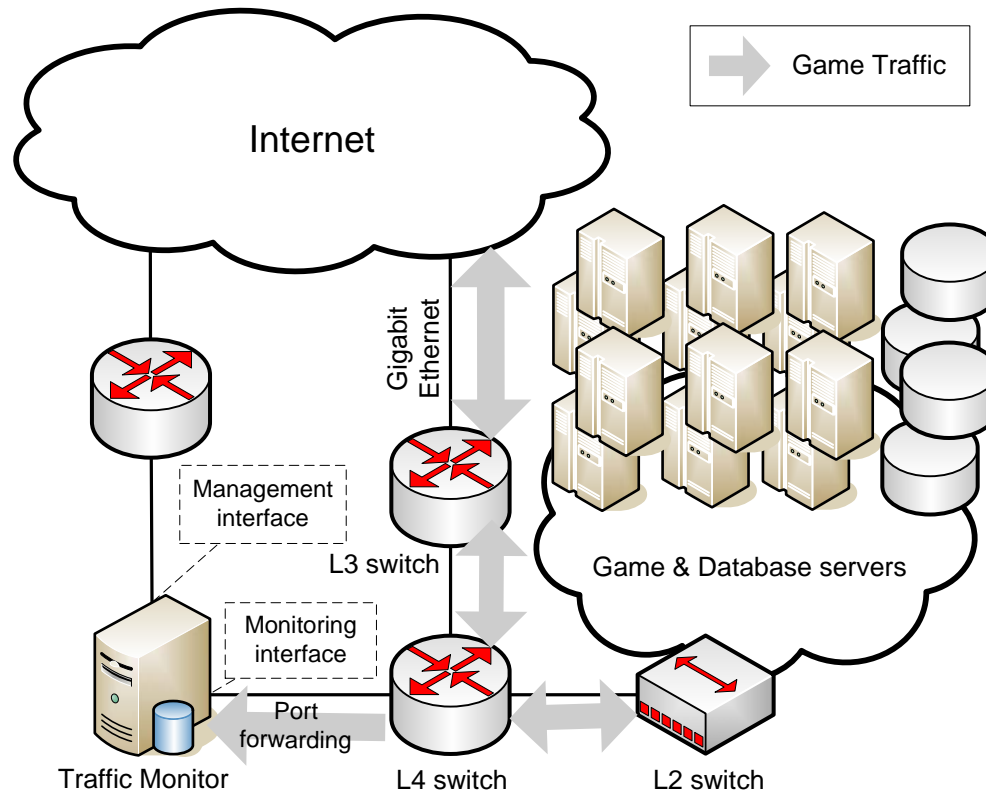 Game Traffic
Internet
Gigabit
Ethernet
Management
interface
L3 switch
Game & Database servers
Monitoring
interface
Port
forwarding
Traffic Monitor
L4 switch
L2 switch